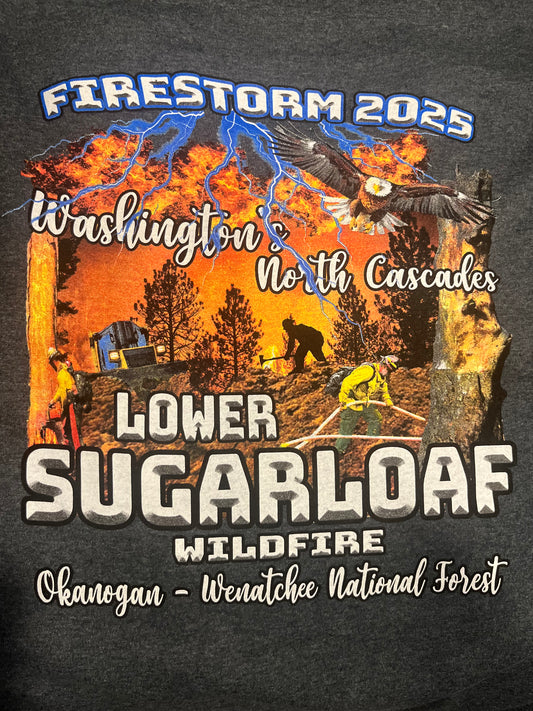 FIRESTORM 2025
Washington's
North Cascades
LOWER
SUGARLOAF
WILDFIRE
Okanogan - Wenatchee National Forest